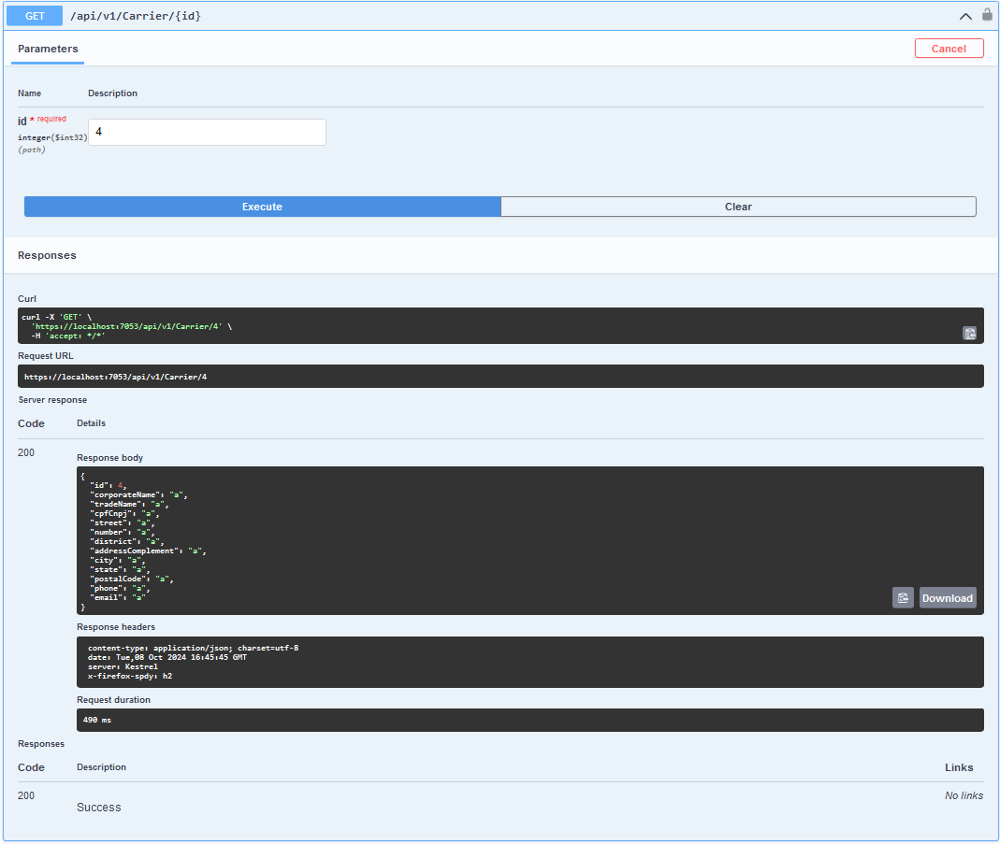 GET /api/v1/Carrier/{id}
Parameters
Cancel
Name Description
id * required
integer($int32)
(path)
4
Execute Clear
Responses
Curl
curl -X 'GET' \
  'https://localhost:7053/api/v1/Carrier/4' \
  -H 'accept: */*'
Request URL
https://localhost:7053/api/v1/Carrier/4
Server response
Code Details
200
Response body
{
  "id": 4,
  "corporateName": "a",
  "tradeName": "a",
  "cpfCnpj": "a",
  "street": "a",
  "number": "a",
  "district": "a",
  "addressComplement": "a",
  "city": "a",
  "state": "a",
  "postalCode": "a",
  "phone": "a",
  "email": "a"
}
Download
Response headers
content-type: application/json; charset=utf-8
date: Tue,08 Oct 2024 16:45:45 GMT
server: Kestrel
x-firefox-spdy: h2
Request duration
490 ms
Responses
Code Description Links
200 No links
Success